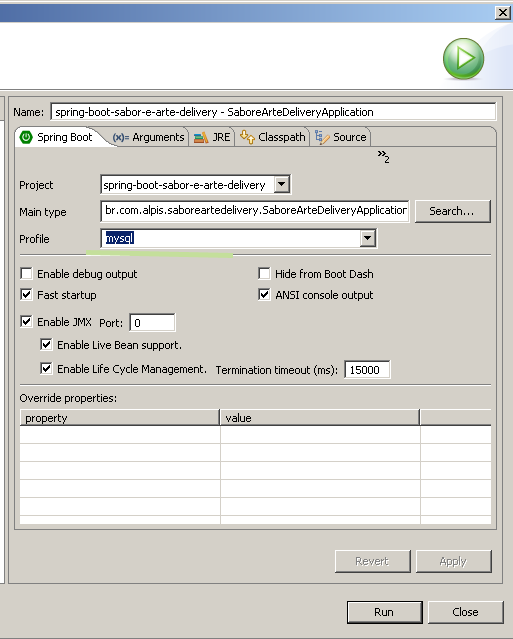 Name: spring-boot-sabor-e-arte-delivery - SaboreArteDeliveryApplication
Spring Boot (x)= Arguments JRE Classpath Source
»2
Project spring-boot-sabor-e-arte-delivery
Main type br.com.alpis.saboreartedelivery.SaboreArteDeliveryApplication Search...
Profile mysql
Enable debug output Hide from Boot Dash
Fast startup ANSI console output
Enable JMX Port: 0
Enable Live Bean support.
Enable Life Cycle Management. Termination timeout (ms): 15000
Override properties:
property value
Revert Apply
Run Close